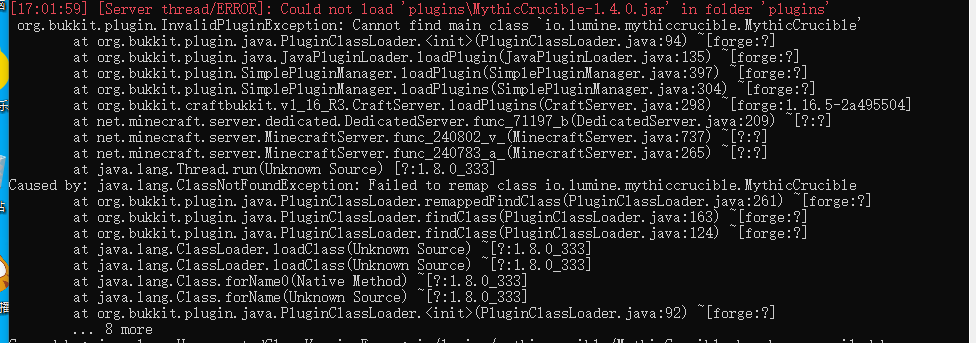 [17:01:59] [Server thread/ERROR]: Could not load 'plugins\MythicCrucible-1.4.0.jar' in folder 'plugins'
org.bukkit.plugin.InvalidPluginException: Cannot find main class `io.lumine.mythiccrucible.MythicCrucible'
at org.bukkit.plugin.java.PluginClassLoader.<init>(PluginClassLoader.java:94) ~[forge:?]
at org.bukkit.plugin.java.JavaPluginLoader.loadPlugin(JavaPluginLoader.java:135) ~[forge:?]
at org.bukkit.plugin.SimplePluginManager.loadPlugin(SimplePluginManager.java:397) ~[forge:?]
at org.bukkit.plugin.SimplePluginManager.loadPlugins(SimplePluginManager.java:304) ~[forge:?]
at org.bukkit.craftbukkit.v1_16_R3.CraftServer.loadPlugins(CraftServer.java:298) ~[forge:1.16.5-2a495504]
at net.minecraft.server.dedicated.DedicatedServer.func_71197_b(DedicatedServer.java:209) ~[?:?]
at net.minecraft.server.MinecraftServer.func_240802_v_(MinecraftServer.java:737) ~[?:?]
at net.minecraft.server.MinecraftServer.func_240783_a_(MinecraftServer.java:265) ~[?:?]
at java.lang.Thread.run(Unknown Source) [?:1.8.0_333]
Caused by: java.lang.ClassNotFoundException: Failed to remap class io.lumine.mythiccrucible.MythicCrucible
at org.bukkit.plugin.java.PluginClassLoader.remappedFindClass(PluginClassLoader.java:261) ~[forge:?]
at org.bukkit.plugin.java.PluginClassLoader.findClass(PluginClassLoader.java:163) ~[forge:?]
at org.bukkit.plugin.java.PluginClassLoader.findClass(PluginClassLoader.java:124) ~[forge:?]
at java.lang.ClassLoader.loadClass(Unknown Source) ~[?:1.8.0_333]
at java.lang.ClassLoader.loadClass(Unknown Source) ~[?:1.8.0_333]
at java.lang.Class.forName0(Native Method) ~[?:1.8.0_333]
at java.lang.Class.forName(Unknown Source) ~[?:1.8.0_333]
at org.bukkit.plugin.java.PluginClassLoader.<init>(PluginClassLoader.java:92) ~[forge:?]
... 8 more